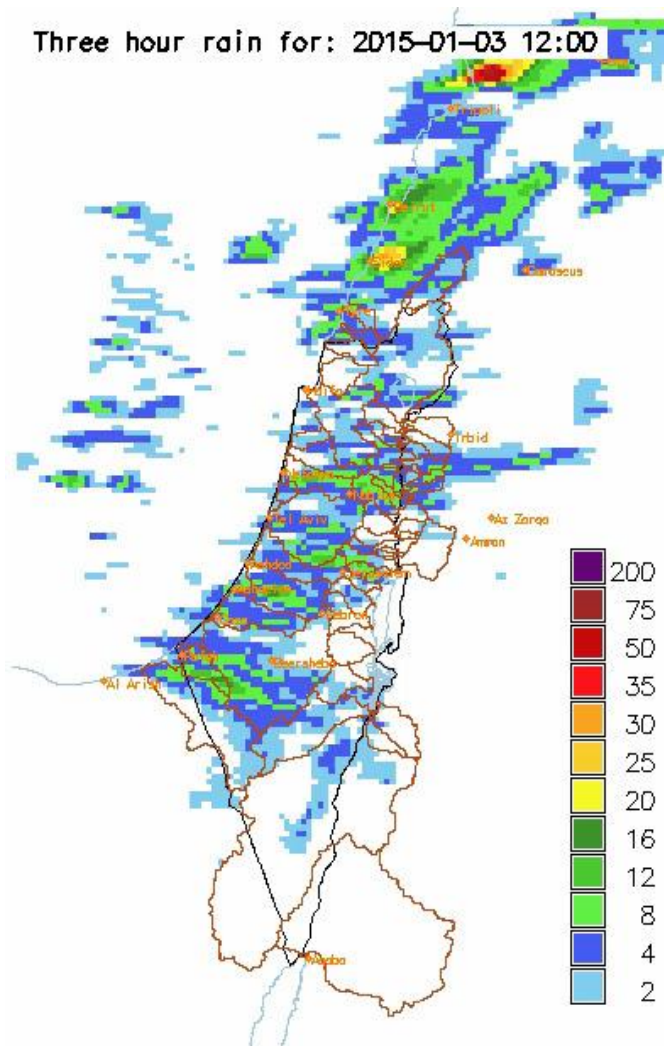 Three hour rain for: 2015-01-03 12:00
Tripoli
Beirut
Damascus
Irbid
Tel Aviv
Az Zarqa
Amman
Ashdod
Hebron
Beersheba
Al Arish
Aqaba
200
75
50
35
30
25
20
16
12
8
4
2